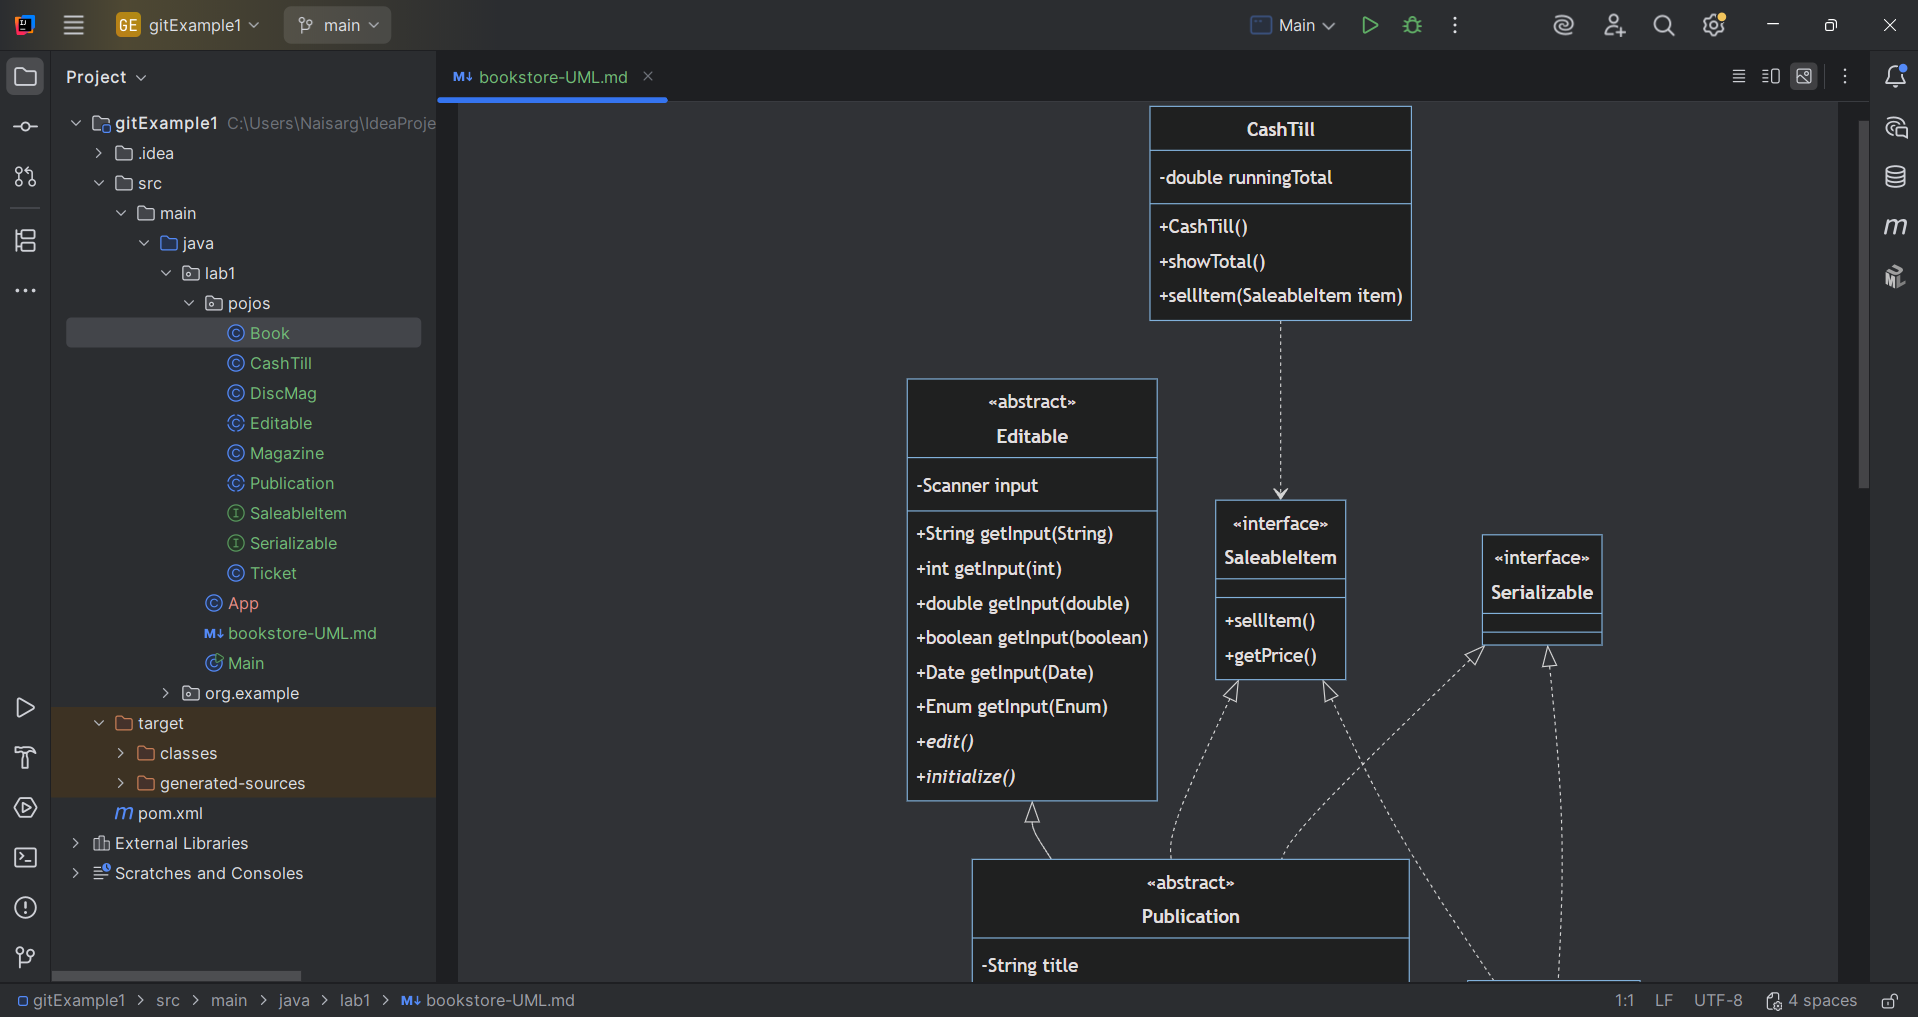 GE gitExample1
main
Main
Project
M↓ bookstore-UML.md
gitExample1 C:\Users\Naisarg\IdeaProje
.idea
src
main
java
lab1
pojos
Book
CashTill
DiscMag
Editable
Magazine
Publication
SaleableItem
Serializable
Ticket
App
M↓ bookstore-UML.md
Main
org.example
target
classes
generated-sources
m pom.xml
External Libraries
Scratches and Consoles
CashTill
-double runningTotal
+CashTill()
+showTotal()
+sellItem(SaleableItem item)
«abstract»
Editable
-Scanner input
+String getInput(String)
+int getInput(int)
+double getInput(double)
+boolean getInput(boolean)
+Date getInput(Date)
+Enum getInput(Enum)
+edit()
+initialize()
«interface»
SaleableItem
+sellItem()
+getPrice()
«interface»
Serializable
«abstract»
Publication
-String title
m
ML
gitExample1 > src > main > java > lab1 > M↓ bookstore-UML.md
1:1 LF UTF-8 4 spaces